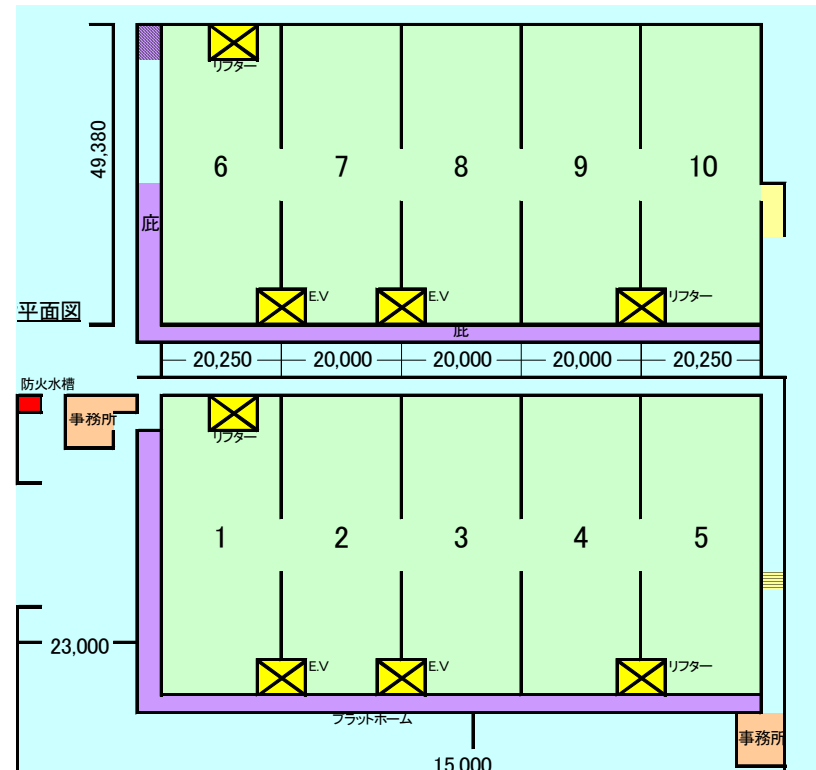 リフター
49,380
6
7
8
9
10
庇
E.V
E.V
リフター
平面図
庇
20,250
20,000
20,000
20,000
20,250
防火水槽
事務所
リフター
1
2
3
4
5
23,000
E.V
E.V
リフター
プラットホーム
事務所
15,000